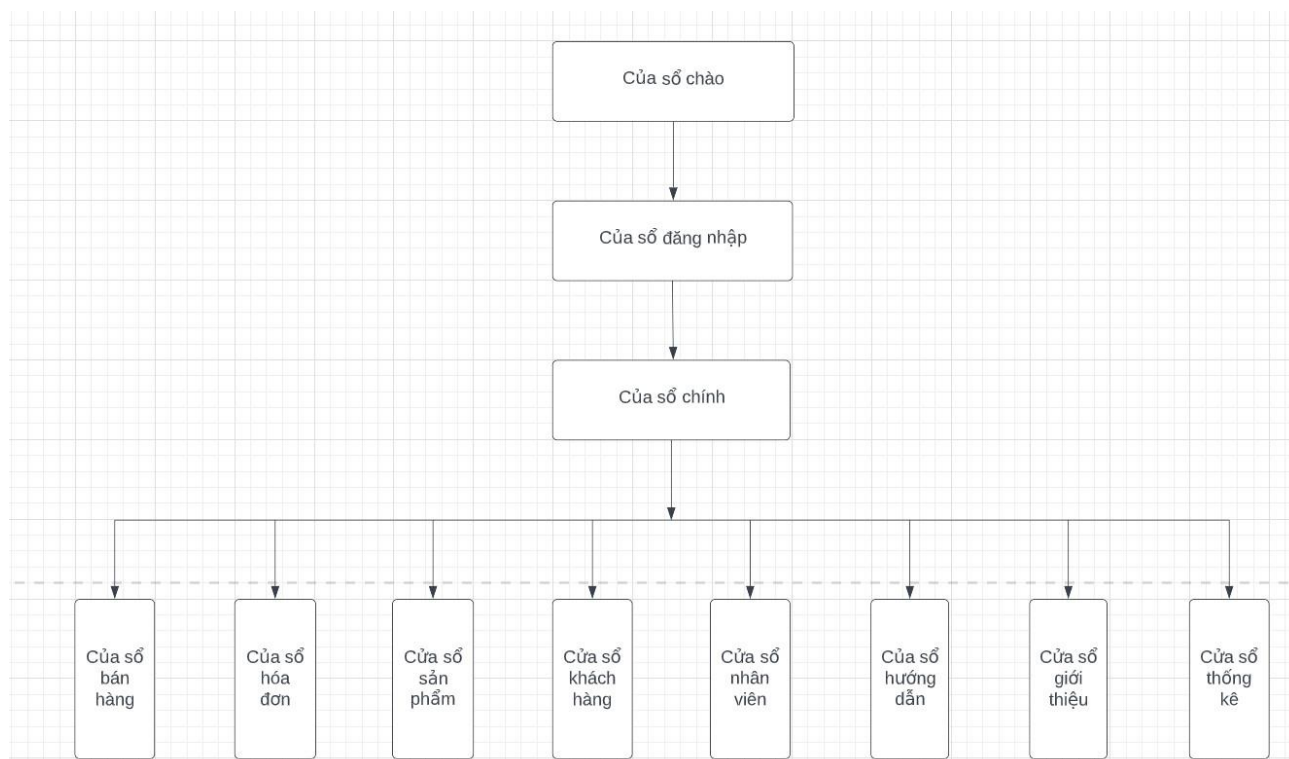 Của sổ chào
Của sổ đăng nhập
Của sổ chính
Của sổ
bán
hàng
Của sổ
hóa
đơn
Cửa sổ
sản
phẩm
Cửa sổ
khách
hàng
Cửa sổ
nhân
viên
Của sổ
hướng
dẫn
Cửa sổ
giới
thiệu
Cửa sổ
thống
kê